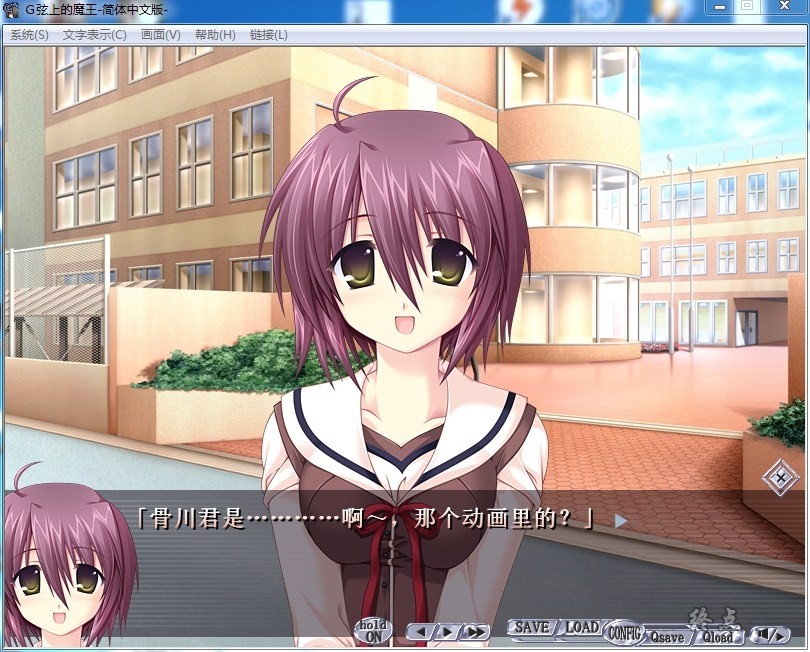 G弦上的魔王-简体中文版-
系统(S) 文字表示(C) 画面(V) 帮助(H) 链接(L)
「骨川君是…………啊～，那个动画里的？」
hold ON SAVE LOAD CONFIG Qsave Qload